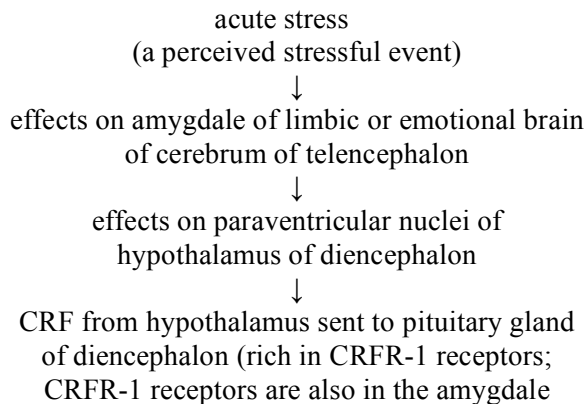 acute stress
(a perceived stressful event)
↓
effects on amygdale of limbic or emotional brain
of cerebrum of telencephalon
↓
effects on paraventricular nuclei of
hypothalamus of diencephalon
↓
CRF from hypothalamus sent to pituitary gland
of diencephalon (rich in CRFR-1 receptors;
CRFR-1 receptors are also in the amygdale